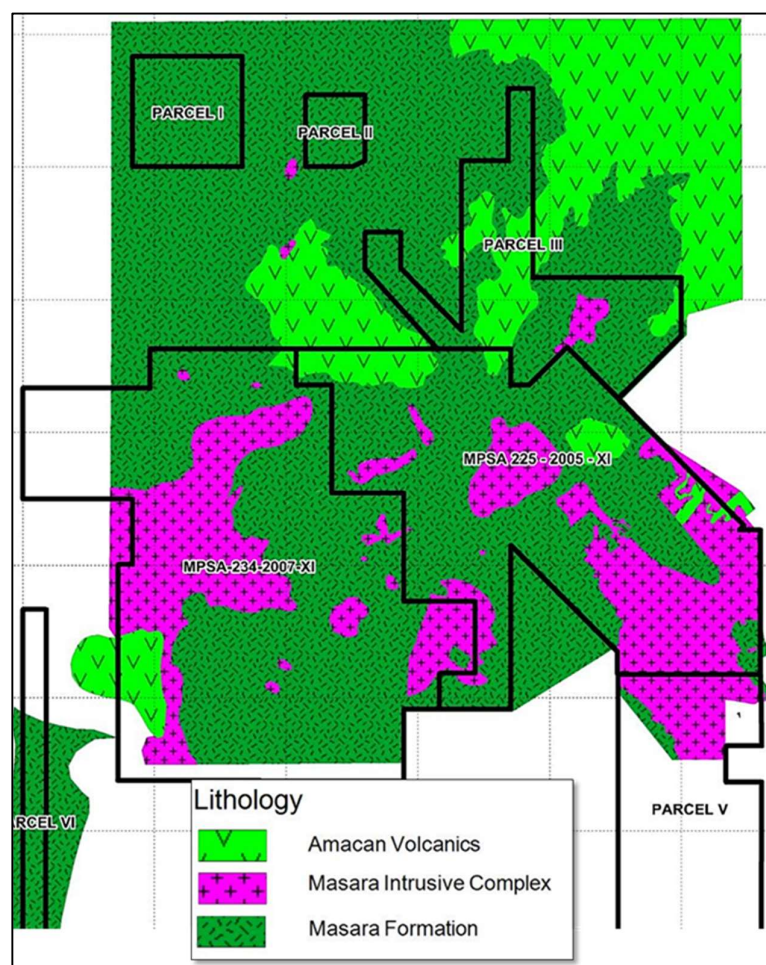 PARCEL I
PARCEL II
PARCEL III
MPSA 225 - 2005 - XI
MPSA-234-2007-XI
PARCEL V
ARCEL VI
Lithology
Amacan Volcanics
Masara Intrusive Complex
Masara Formation